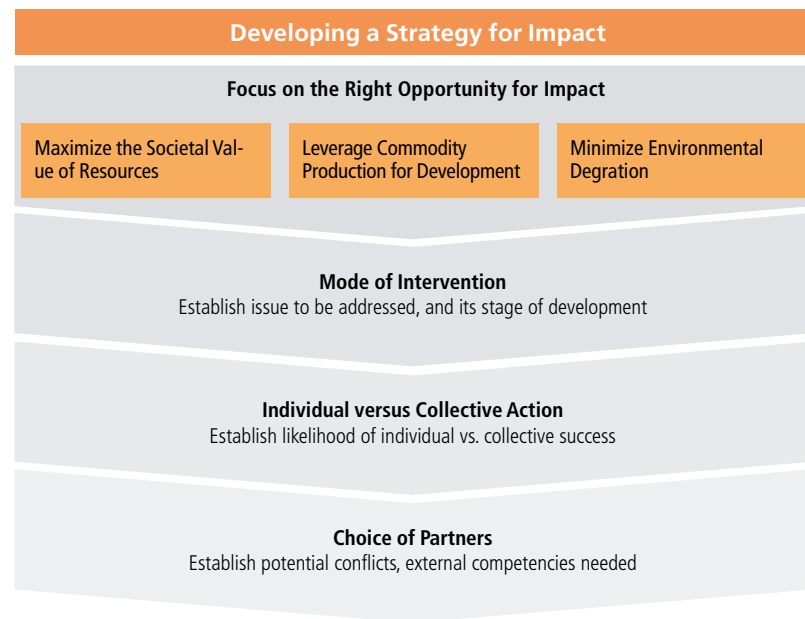 Developing a Strategy for Impact
Focus on the Right Opportunity for Impact
Maximize the Societal Val-
ue of Resources
Leverage Commodity
Production for Development
Minimize Environmental
Degration
Mode of Intervention
Establish issue to be addressed, and its stage of development
Individual versus Collective Action
Establish likelihood of individual vs. collective success
Choice of Partners
Establish potential conflicts, external competencies needed